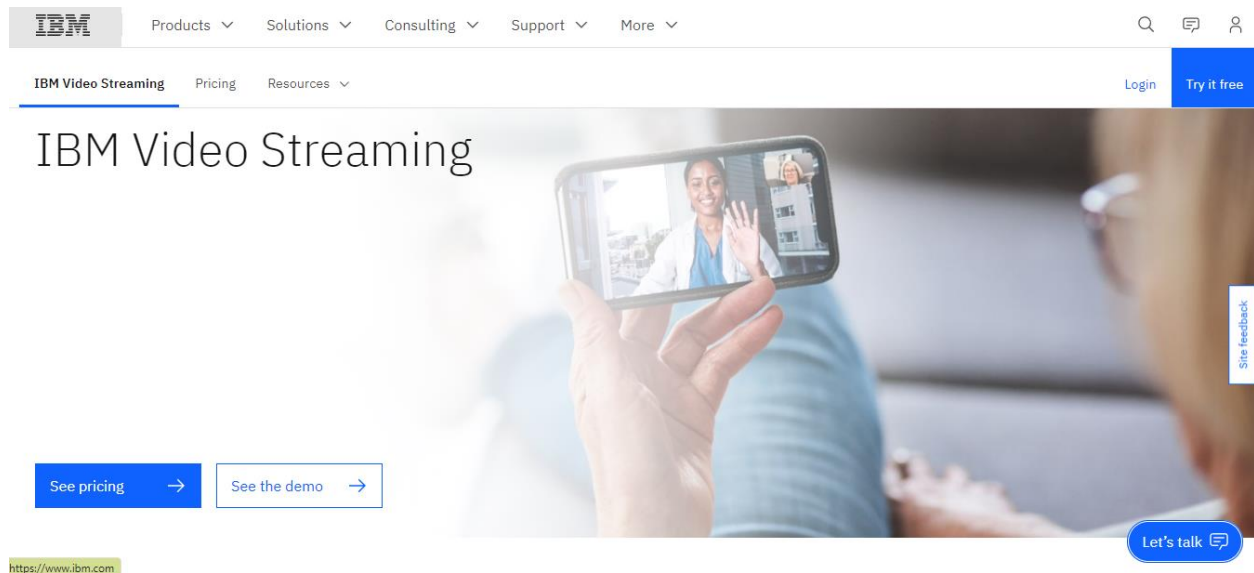 IBM Products Solutions Consulting Support More
IBM Video Streaming Pricing Resources Login Try it free
IBM Video Streaming
Site feedback
See pricing See the demo
Let's talk
https://www.ibm.com